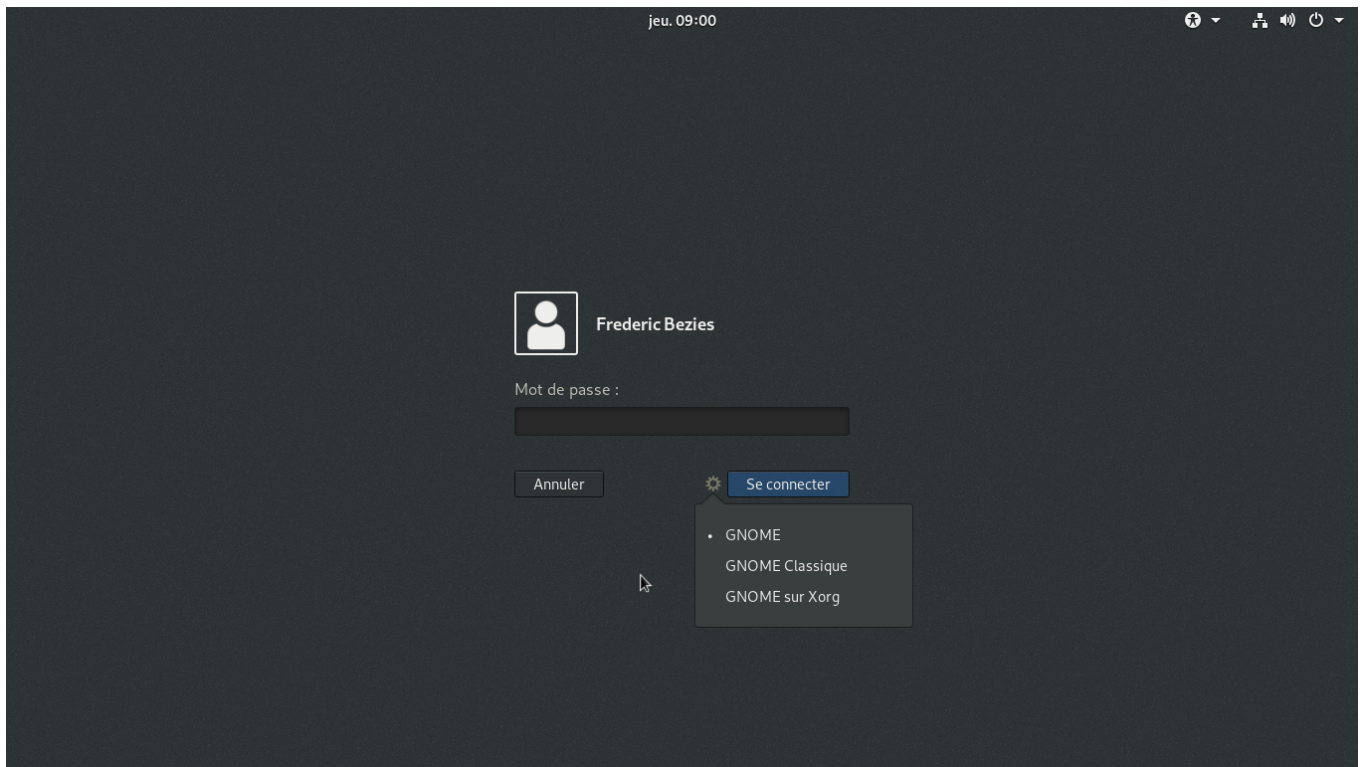 jeu. 09:00
Frederic Bezies
Mot de passe :
Annuler
Se connecter
• GNOME
GNOME Classique
GNOME sur Xorg